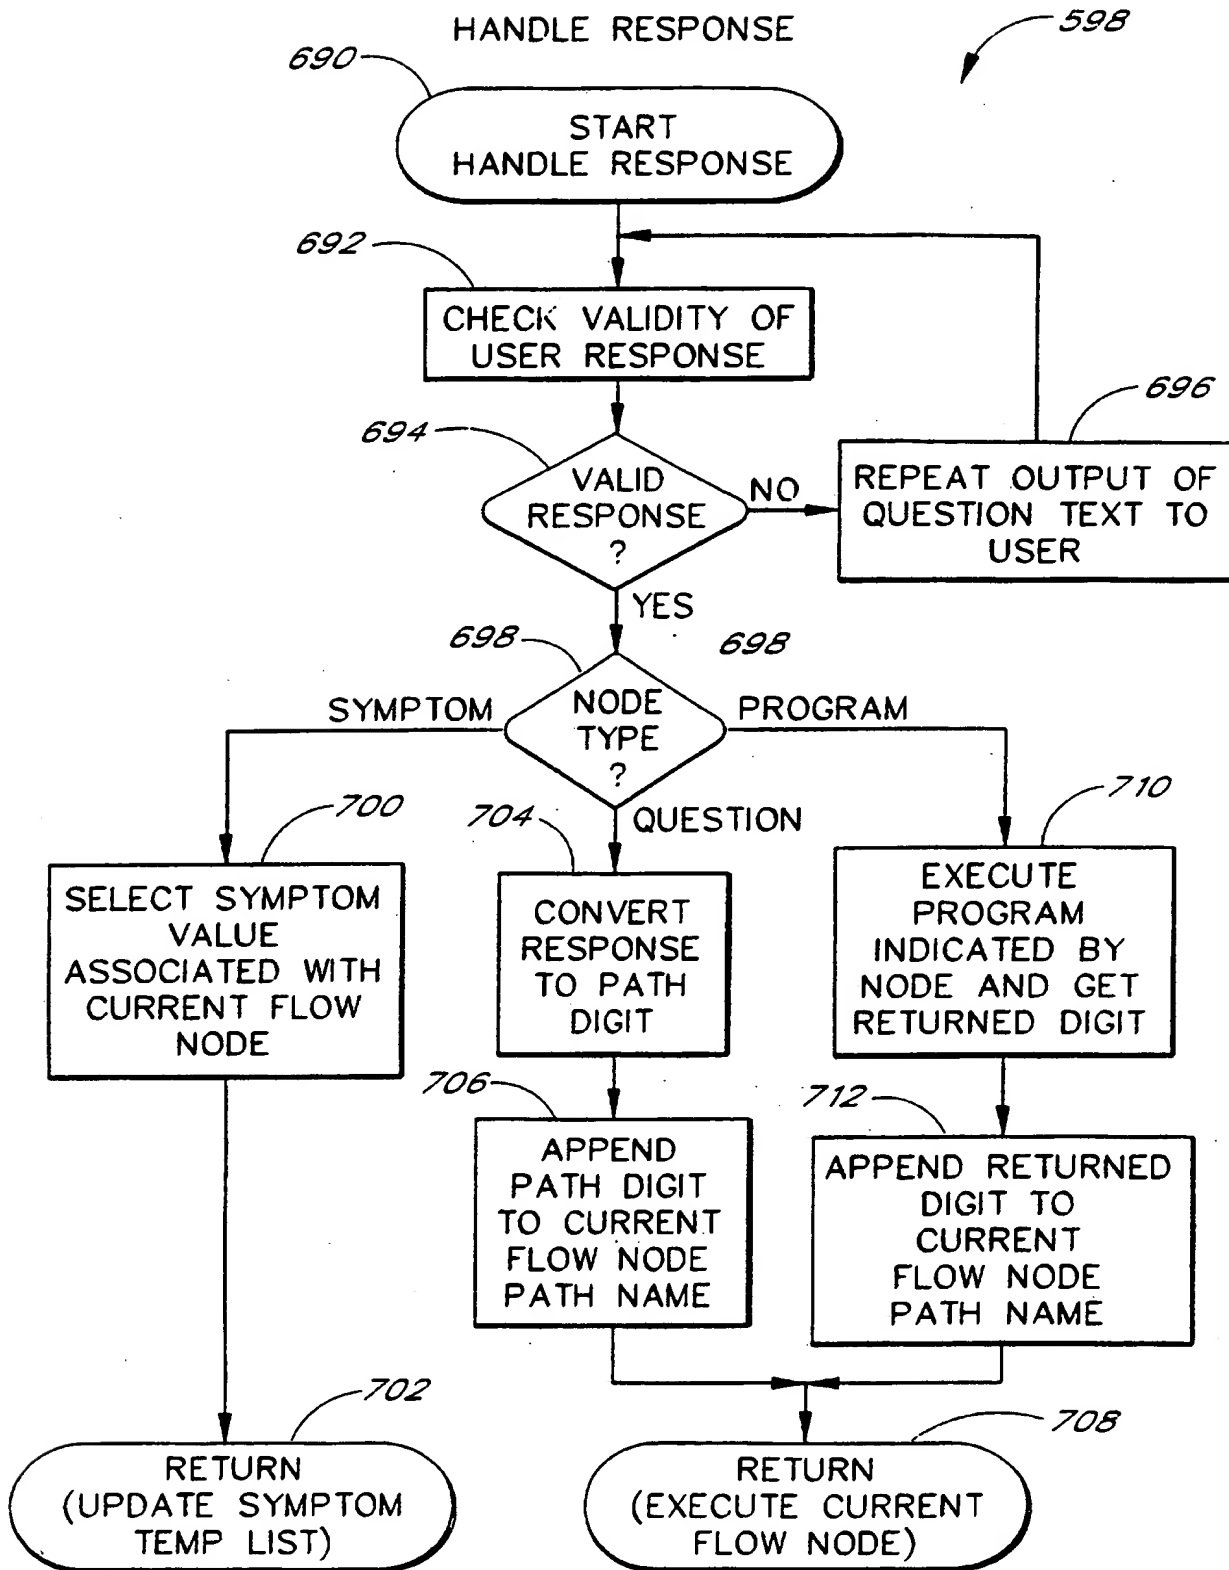 HANDLE RESPONSE
598
690
START
HANDLE RESPONSE
692
CHECK VALIDITY OF
USER RESPONSE
696
694
VALID
RESPONSE
?
NO
REPEAT OUTPUT OF
QUESTION TEXT TO
USER
YES
698
698
SYMPTOM
NODE
TYPE
?
PROGRAM
QUESTION
700
SELECT SYMPTOM
VALUE
ASSOCIATED WITH
CURRENT FLOW
NODE
704
CONVERT
RESPONSE
TO PATH
DIGIT
710
EXECUTE
PROGRAM
INDICATED BY
NODE AND GET
RETURNED DIGIT
706
APPEND
PATH DIGIT
TO CURRENT
FLOW NODE
PATH NAME
712
APPEND RETURNED
DIGIT TO
CURRENT
FLOW NODE
PATH NAME
702
RETURN
(UPDATE SYMPTOM
TEMP LIST)
708
RETURN
(EXECUTE CURRENT
FLOW NODE)